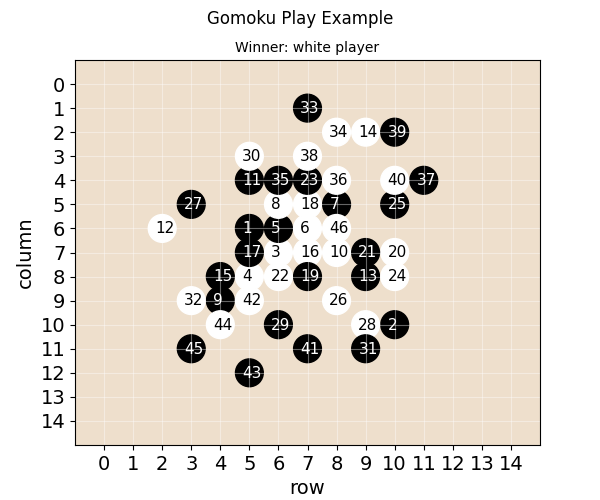 Gomoku Play Example
Winner: white player
column
0
1 33
2 34 14 39
3 30 38
4 11 35 23 36 40 37
5 27 8 18 7 25
6 12 1 5 6 46
7 17 3 16 10 21 20
8 15 4 22 19 13 24
9 32 9 42 26
10 44 29 28 2
11 45 41 31
12 43
13
14
0 1 2 3 4 5 6 7 8 9 10 11 12 13 14
row